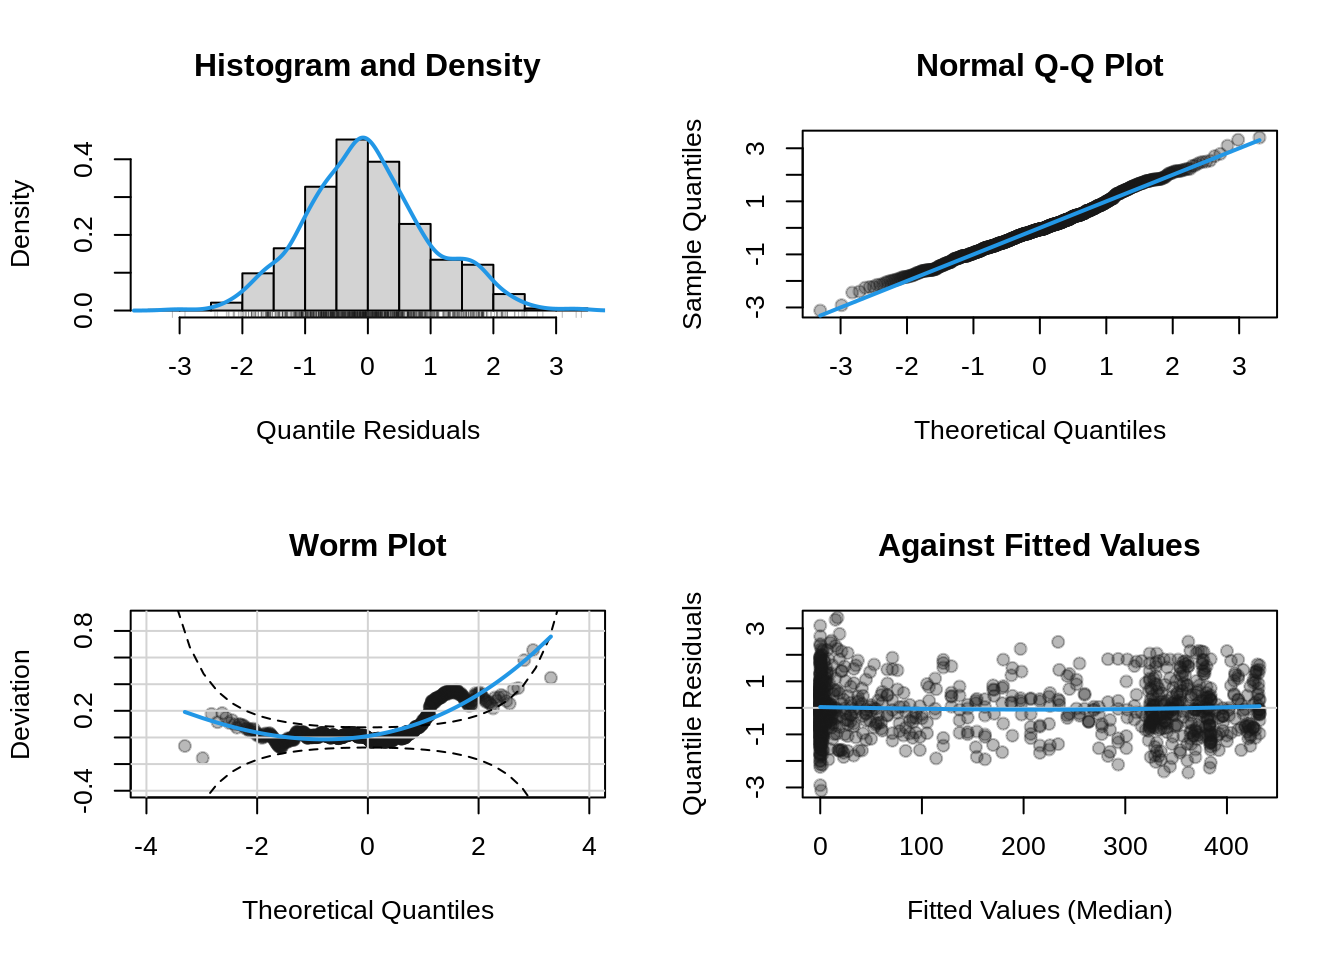 Histogram and Density
Density
0.0 0.2 0.4
-3 -2 -1 0 1 2 3
Quantile Residuals
Normal Q-Q Plot
Sample Quantiles
-3 -1 1 3
-3 -2 -1 0 1 2 3
Theoretical Quantiles
Worm Plot
Deviation
-0.4 0.2 0.8
-4 -2 0 2 4
Theoretical Quantiles
Against Fitted Values
Quantile Residuals
-3 -1 1 3
0 100 200 300 400
Fitted Values (Median)